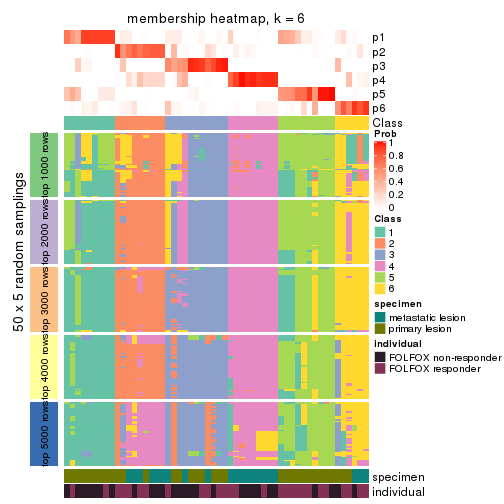 membership heatmap, k = 6
p1
p2
p3
p4
p5
p6
Class
Prob
1
0.8
0.6
0.4
0.2
0
Class
1
2
3
4
5
6
specimen
metastatic lesion
primary lesion
individual
FOLFOX non-responder
FOLFOX responder
50 x 5 random samplings
top 1000 rows
top 2000 rows
top 3000 rows
top 4000 rows
top 5000 rows
specimen
individual